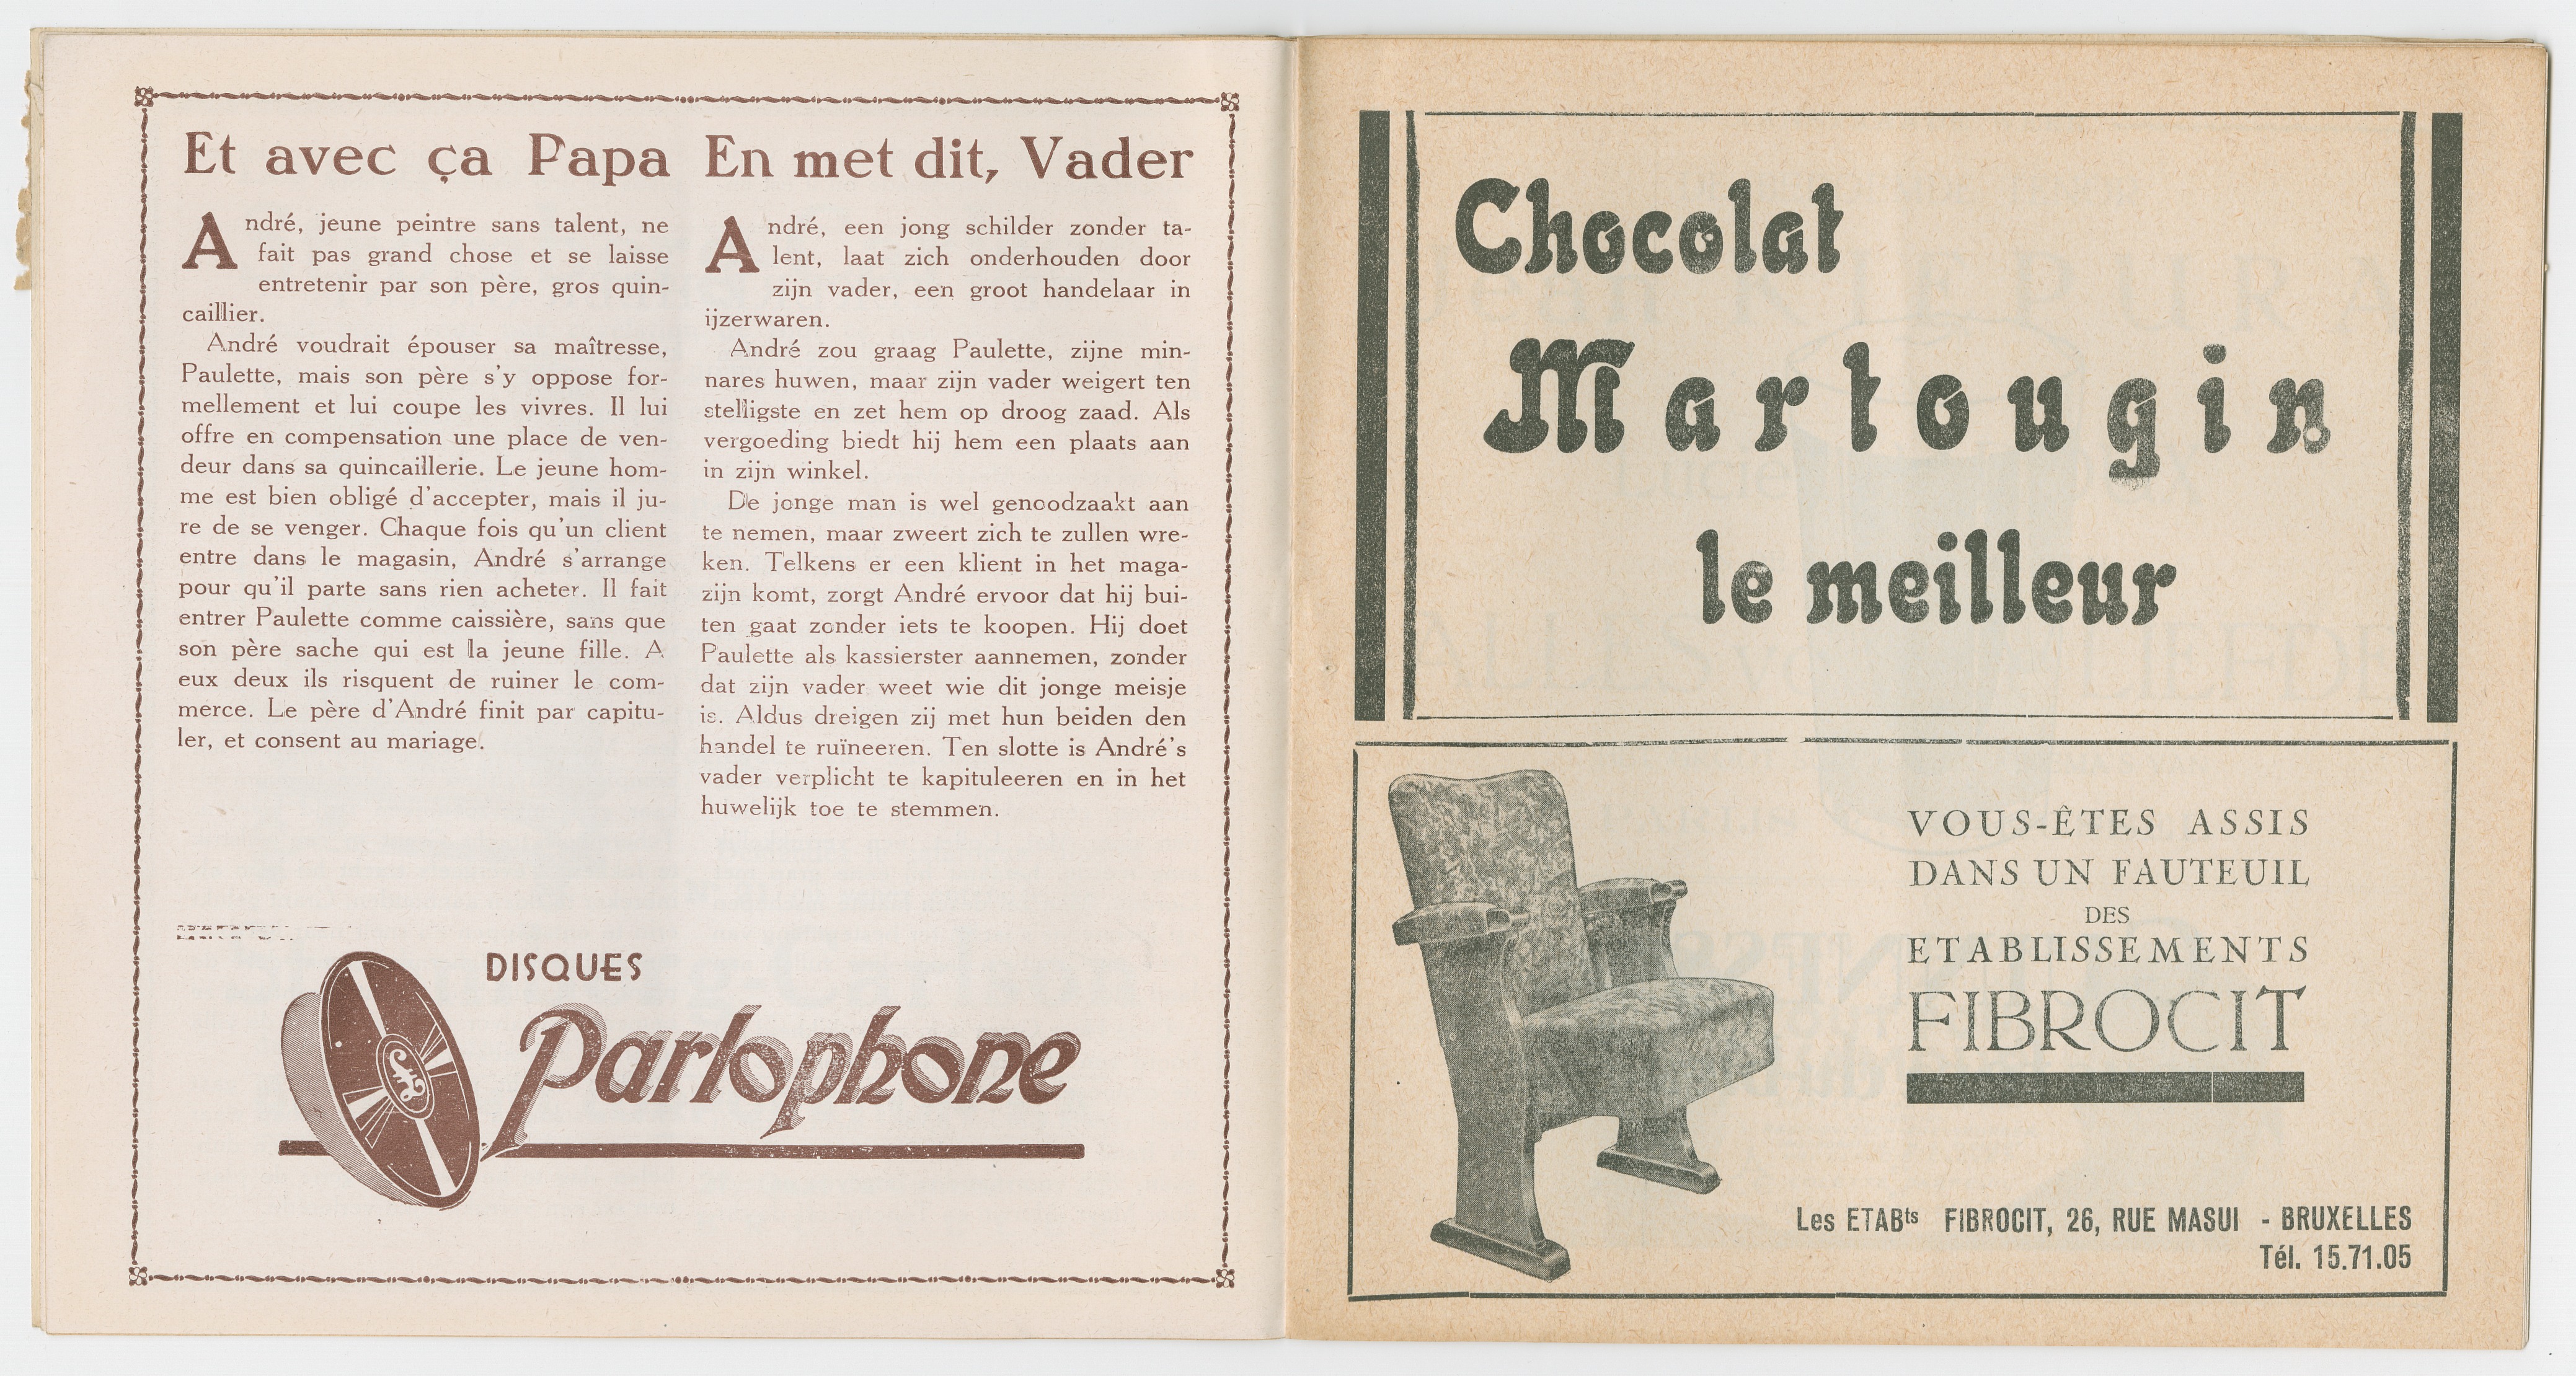 Et avec ça Papa
André, jeune peintre sans talent, ne
fait pas grand chose et se laisse
entretenir par son père, gros quin-
caillier.
André voudrait épouser sa maîtresse,
Paulette, mais son père s'y oppose for-
mellement et lui coupe les vivres. Il lui
offre en compensation une place de ven-
deur dans sa quincaillerie. Le jeune hom-
me est bien obligé d'accepter, mais il ju-
re de se venger. Chaque fois qu'un client
entre dans le magasin, André s'arrange
pour qu'il parte sans rien acheter. Il fait
entrer Paulette comme caissière, sans que
son père sache qui est la jeune fille. A
eux deux ils risquent de ruiner le com-
merce. Le père d'André finit par capitu-
ler, et consent au mariage.
En met dit, Vader
André, een jong schilder zonder ta-
lent, laat zich onderhouden door
zijn vader, een groot handelaar in
ijzerwaren.
André zou graag Paulette, zijne min-
nares huwen, maar zijn vader weigert ten
stelligste en zet hem op droog zaad. Als
vergoeding biedt hij hem een plaats aan
in zijn winkel.
De jonge man is wel genoodzaakt aan
te nemen, maar zweert zich te zullen wre-
ken. Telkens er een klient in het maga-
zijn komt, zorgt André ervoor dat hij bui-
ten gaat zonder iets te koopen. Hij doet
Paulette als kassierster aannemen, zonder
dat zijn vader weet wie dit jonge meisje
is. Aldus dreigen zij met hun beiden den
handel te ruïneeren. Ten slotte is André's
vader verplicht te kapituleeren en in het
huwelijk toe te stemmen.
DISQUES
Parlophone
Chocolat
Martougin
le meilleur
VOUS-ÊTES ASSIS
DANS UN FAUTEUIL
DES
ETABLISSEMENTS
FIBROCIT
Les ETABts FIBROCIT, 26, RUE MASUI - BRUXELLES
Tél. 15.71.05